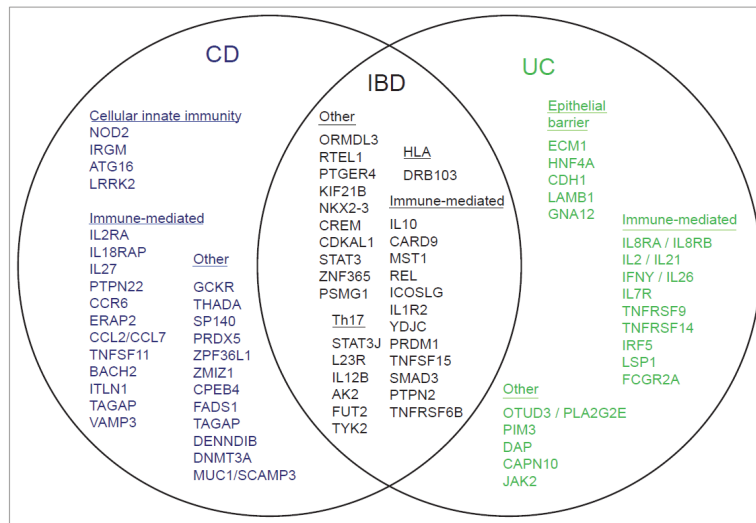 CD
IBD
UC
Cellular innate immunity
NOD2
IRGM
ATG16
LRRK2
Immune-mediated
IL2RA
IL18RAP
IL27
PTPN22
CCR6
ERAP2
CCL2/CCL7
TNFSF11
BACH2
ITLN1
TAGAP
VAMP3
Other
GCKR
THADA
SP140
PRDX5
ZPF36L1
ZMIZ1
CPEB4
FADS1
TAGAP
DENNDIB
DNMT3A
MUC1/SCAMP3
Other
ORMDL3
RTEL1
PTGER4
KIF21B
NKX2-3
CREM
CDKAL1
STAT3
ZNF365
PSMG1
Th17
STAT3J
L23R
IL12B
AK2
FUT2
TYK2
HLA
DRB103
Immune-mediated
IL10
CARD9
MST1
REL
ICOSLG
IL1R2
YDJC
PRDM1
TNFSF15
SMAD3
PTPN2
TNFRSF6B
Epithelial
barrier
ECM1
HNF4A
CDH1
LAMB1
GNA12
Immune-mediated
IL8RA / IL8RB
IL2 / IL21
IFNY / IL26
IL7R
TNFRSF9
TNFRSF14
IRF5
LSP1
FCGR2A
Other
OTUD3 / PLA2G2E
PIM3
DAP
CAPN10
JAK2